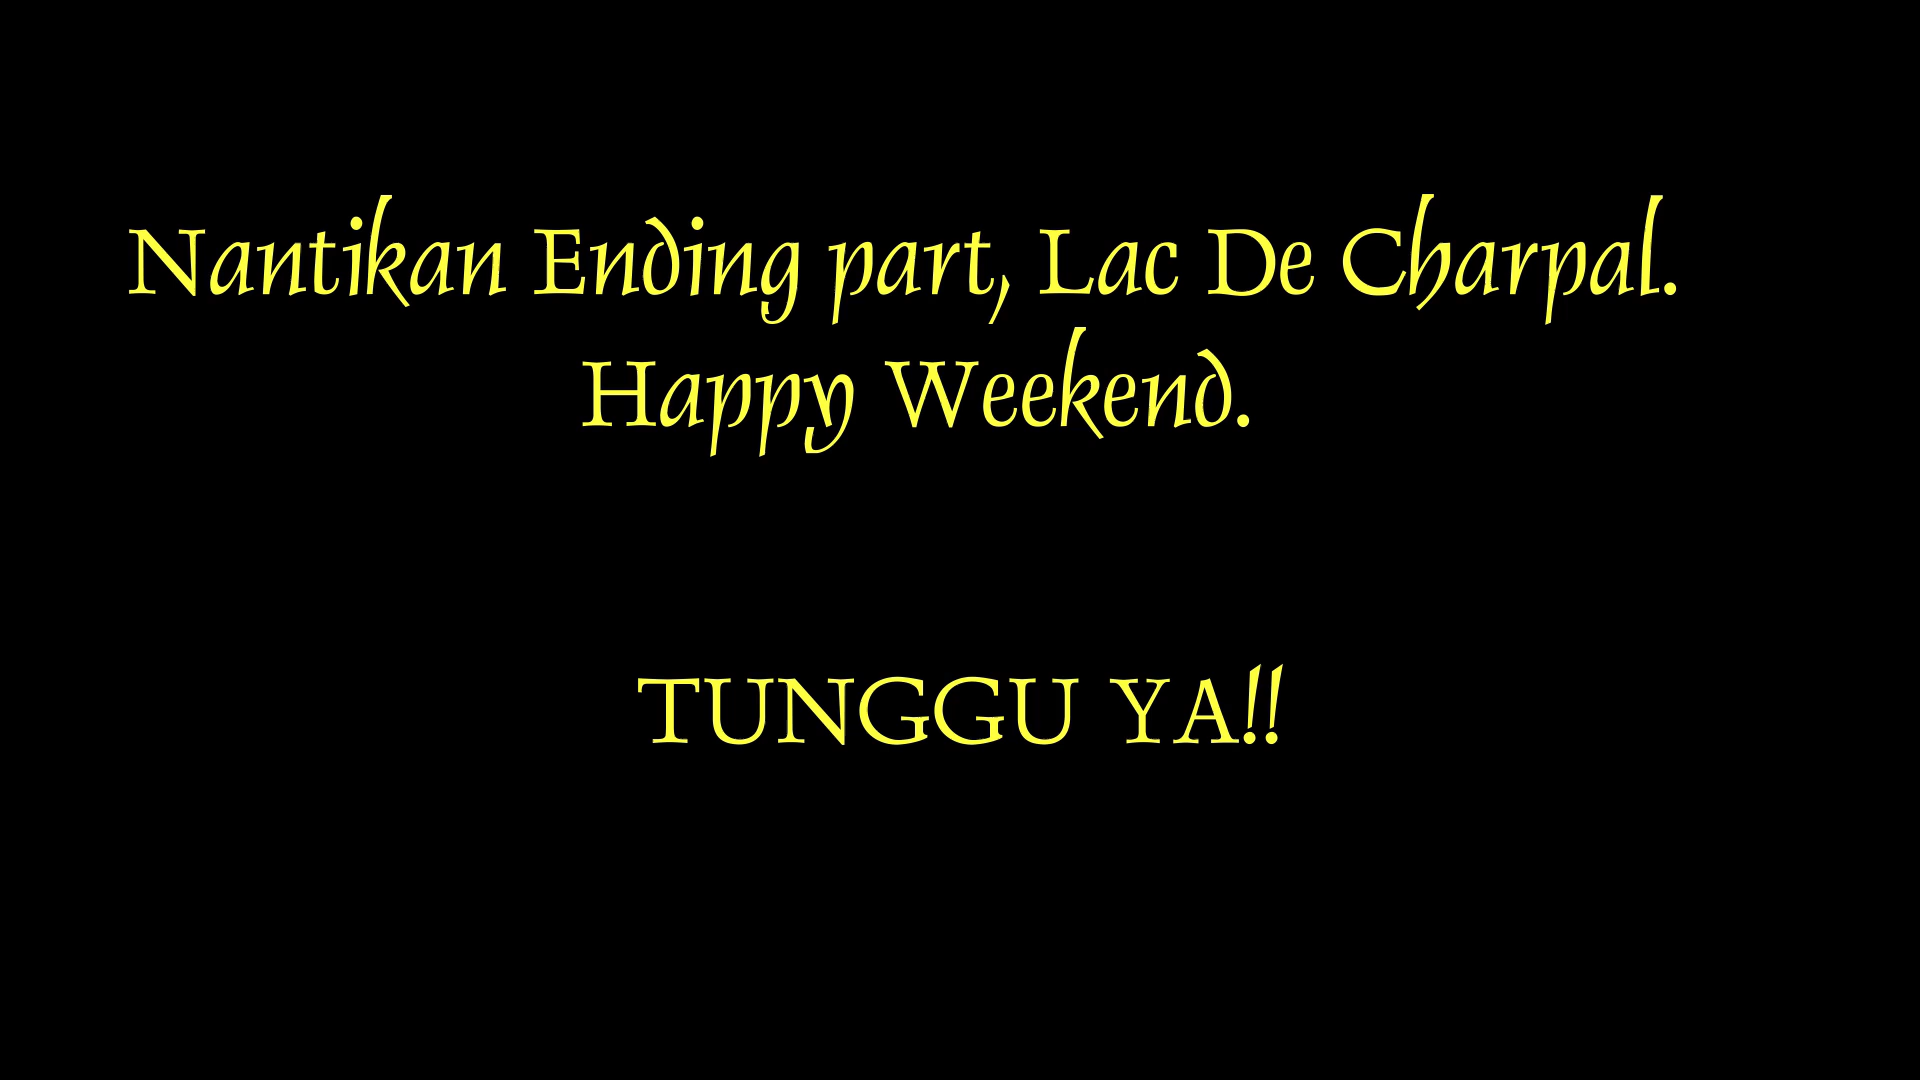 Nantikan Ending part, Lac De Charpal.
Happy Weekend.
TUNGGU YA!!